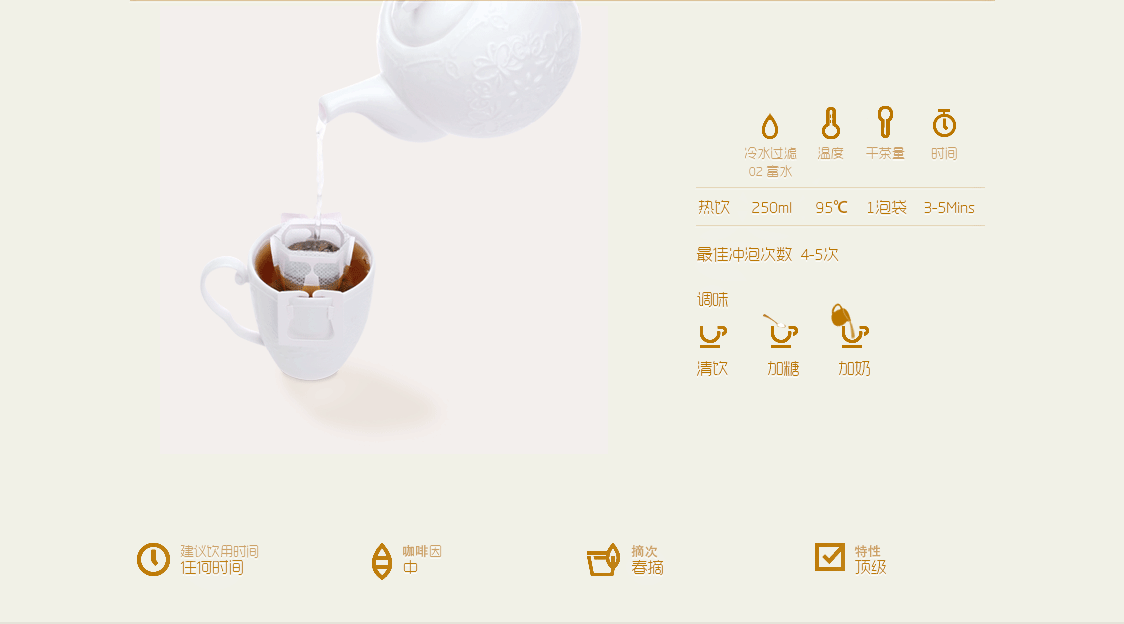 冷水过滤 温度 干茶量 时间
02 富水
热饮 250ml 95℃ 1泡袋 3-5Mins
最佳冲泡次数 4-5次
调味
清饮 加糖 加奶
建议饮用时间 咖啡因 摘次 特性
任何时间 中 春摘 顶级